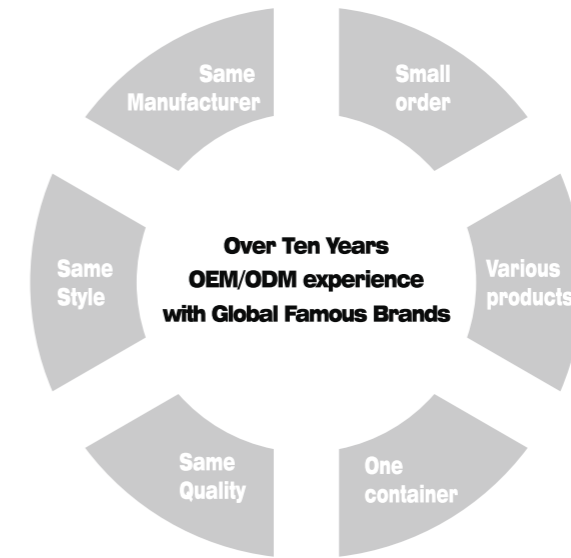 Same
Manufacturer
Small
order
Same
Style
Over Ten Years
OEM/ODM experience
with Global Famous Brands
Various
products
Same
Quality
One
container